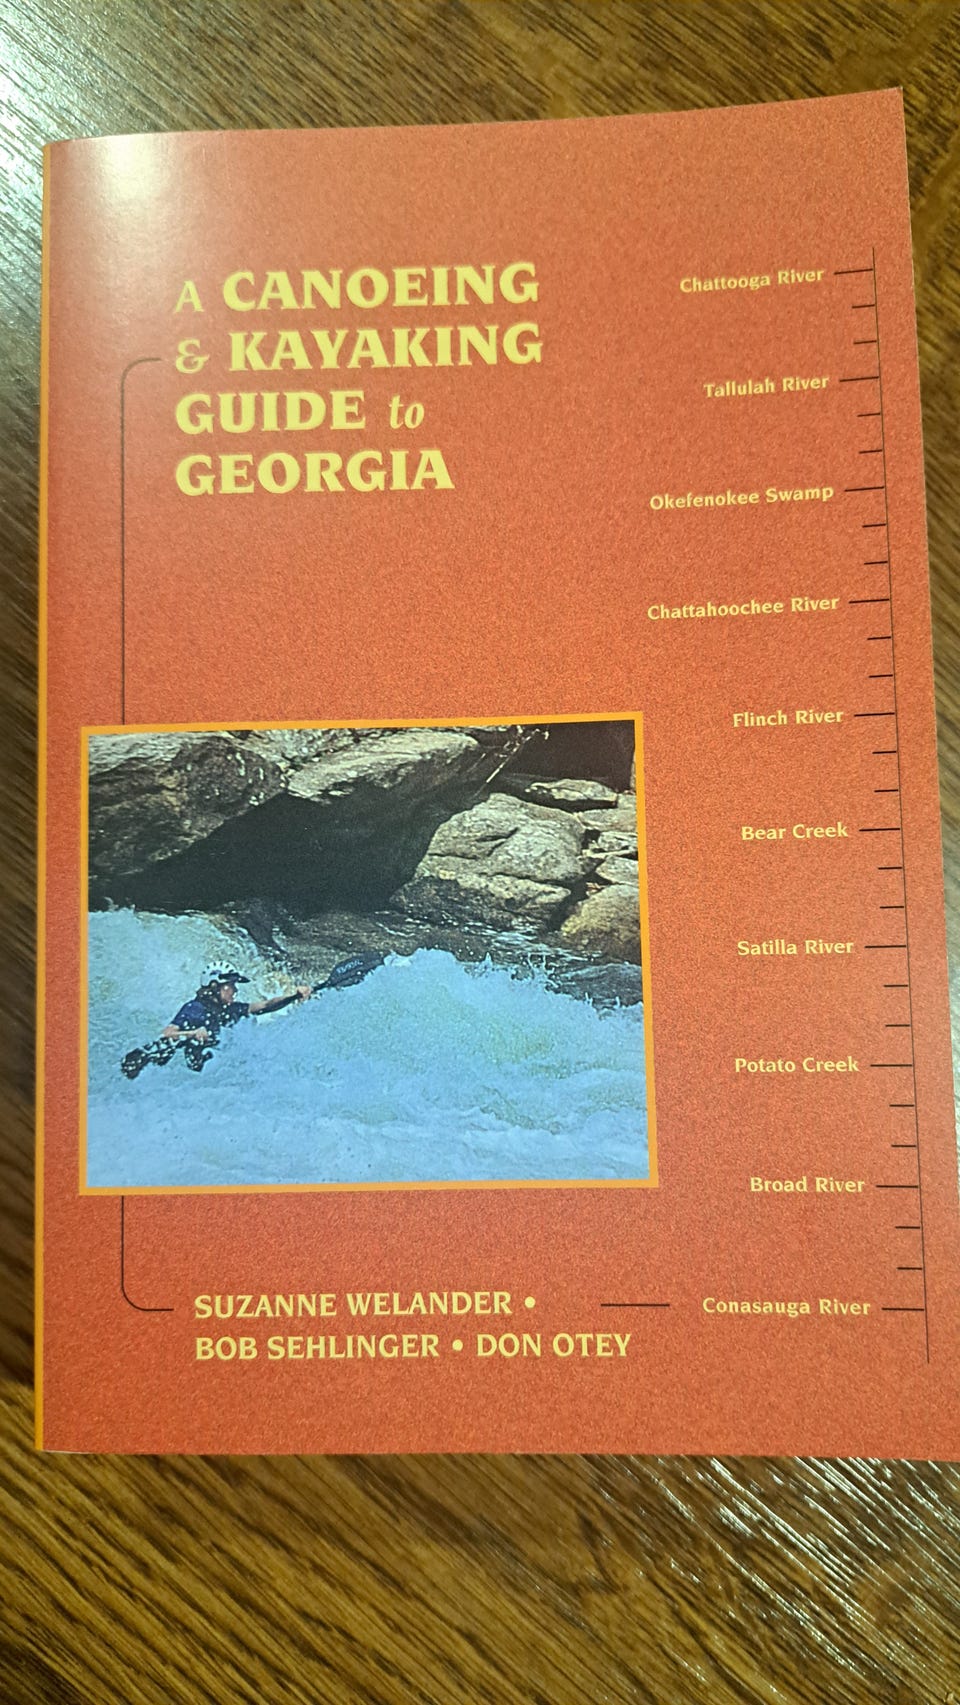 A CANOEING
& KAYAKING
GUIDE to
GEORGIA
Chattooga River
Tallulah River
Okefenokee Swamp
Chattahoochee River
Flinch River
Bear Creek
Satilla River
Potato Creek
Broad River
Conasauga River
SUZANNE WELANDER •
BOB SEHLINGER • DON OTEY